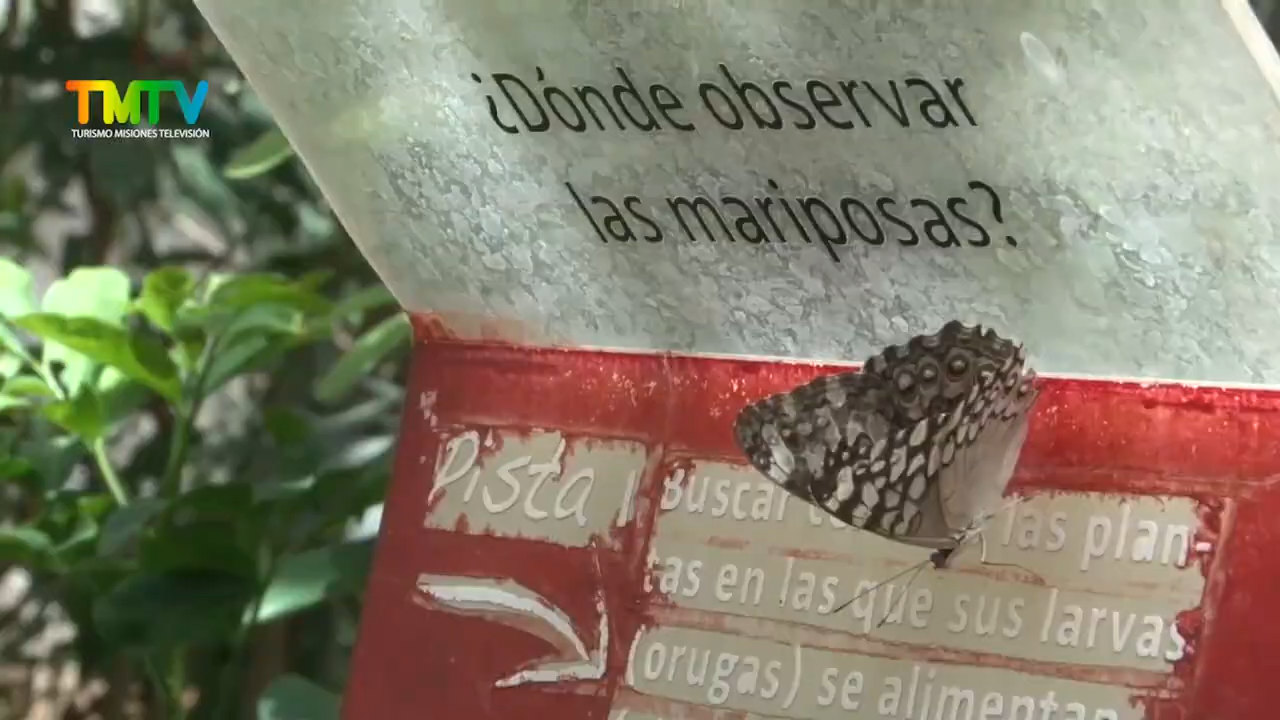 TMTV
TURISMO MISIONES TELEVISIÓN
¿Dónde observar
las mariposas?
Pista 1
Buscar las plan-
tas en las que sus larvas
(orugas) se alimentan